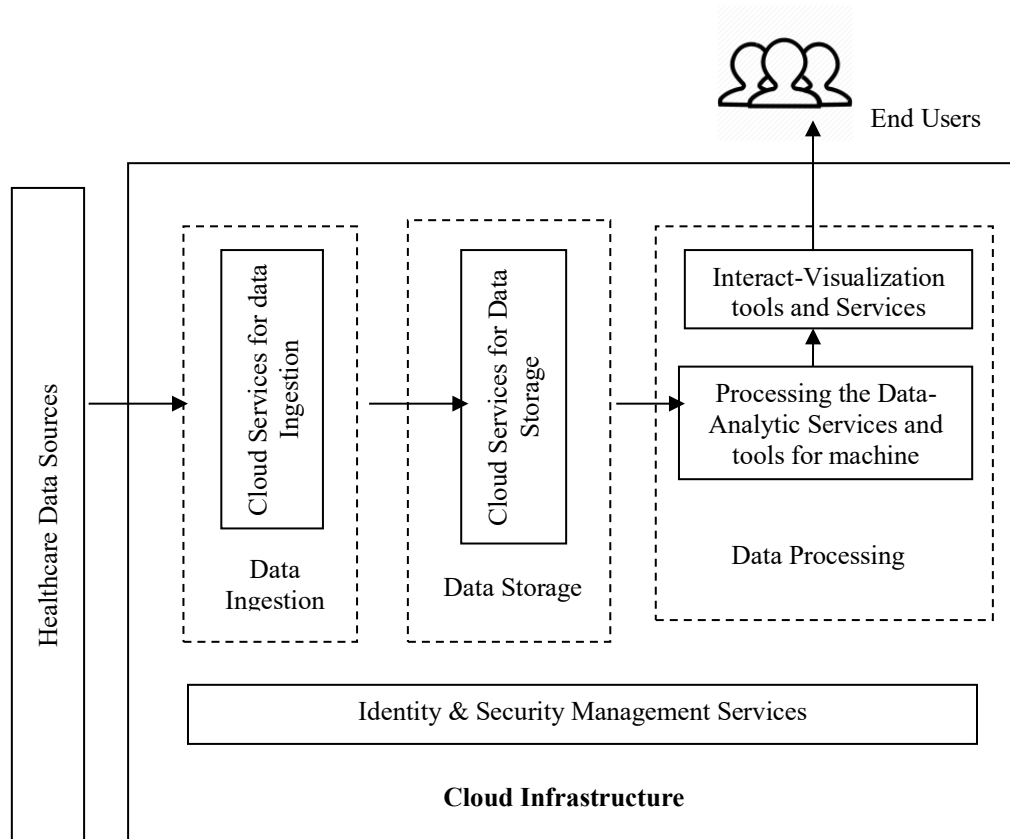 End Users
Healthcare Data Sources
Cloud Services for data
Ingestion
Data
Ingestion
Cloud Services for Data
Storage
Data Storage
Interact-Visualization
tools and Services
Processing the Data-
Analytic Services and
tools for machine
Data Processing
Identity & Security Management Services
Cloud Infrastructure